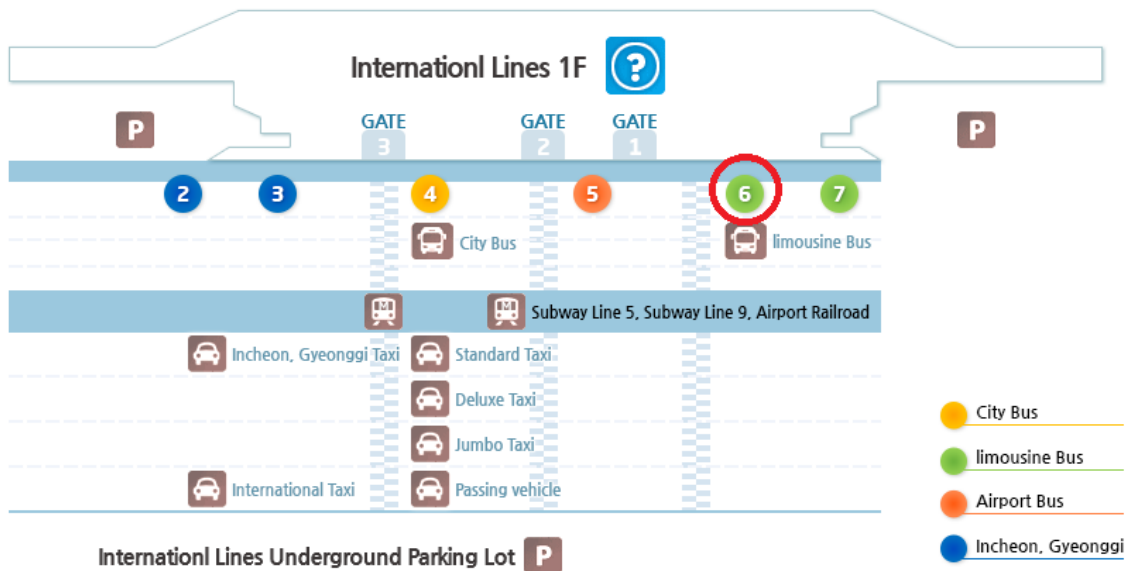 Internationl Lines 1F ?
P
GATE 3
GATE 2
GATE 1
P
2
3
4
5
6
7
City Bus
limousine Bus
M
M
Subway Line 5, Subway Line 9, Airport Railroad
Incheon, Gyeonggi Taxi
Standard Taxi
Deluxe Taxi
Jumbo Taxi
International Taxi
Passing vehicle
City Bus
limousine Bus
Airport Bus
Incheon, Gyeonggi
Internationl Lines Underground Parking Lot P